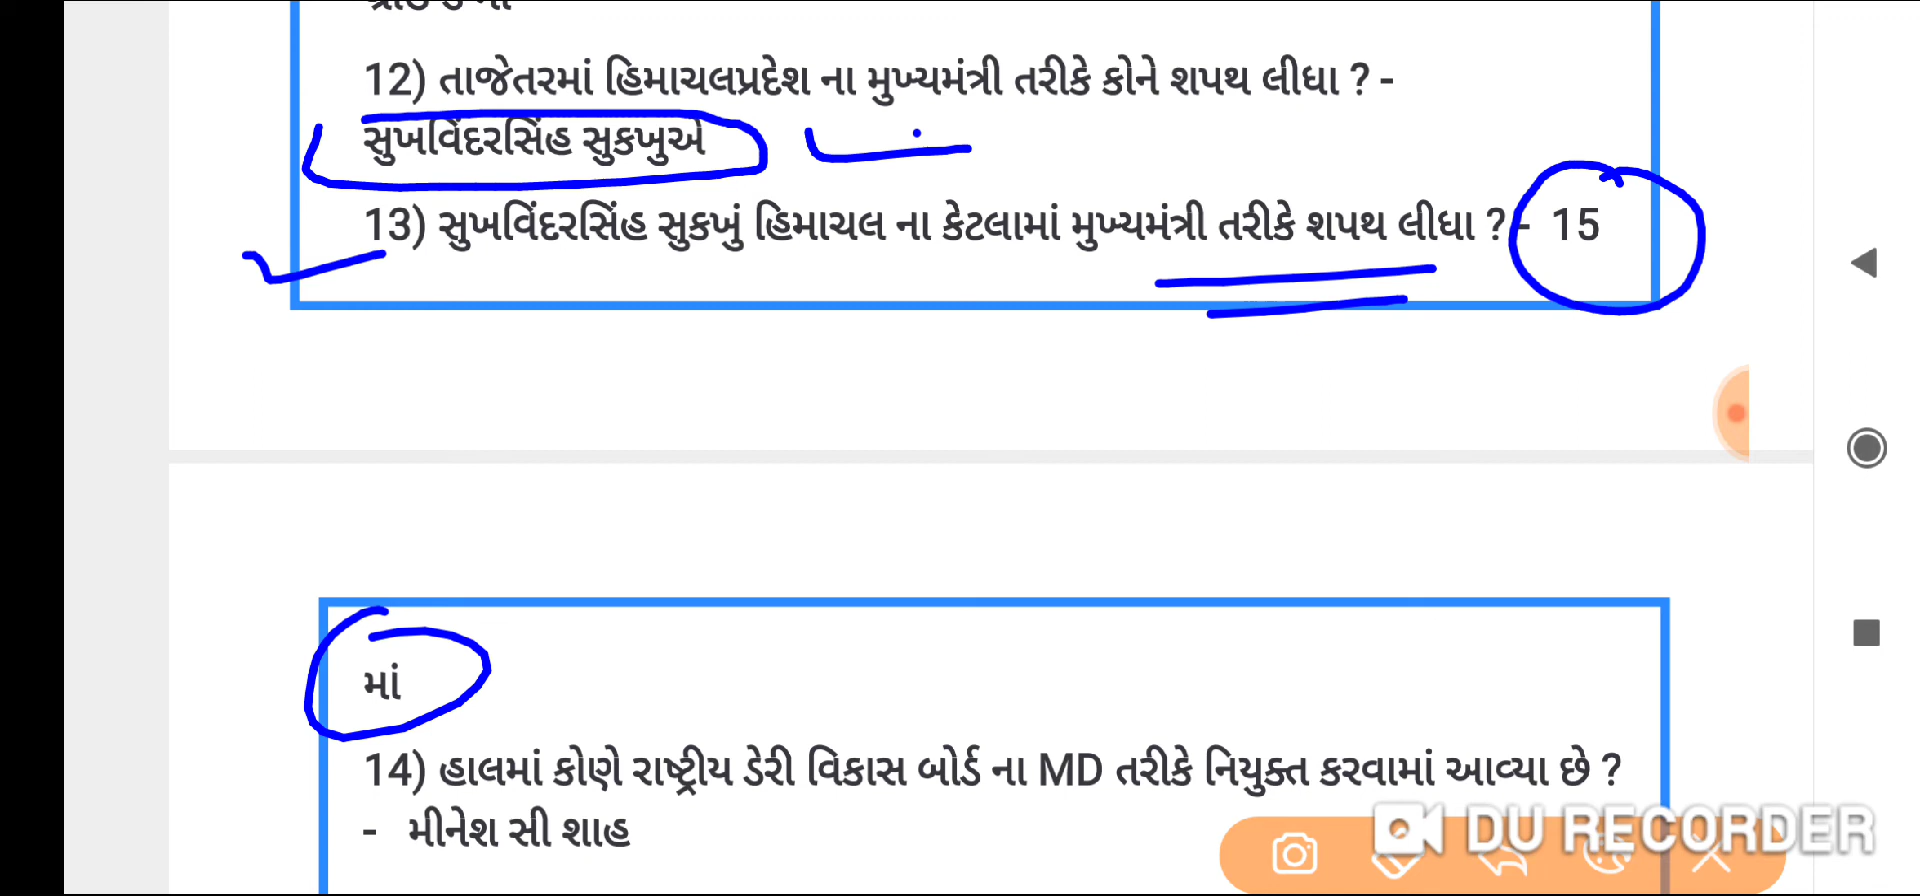 12) તાજેતરમાં હિમાચલપ્રદેશ ના મુખ્યમંત્રી તરીકે કોને શપથ લીધા ? -
સુખવિંદરસિંહ સુકખુએ
13) સુખવિંદરસિંહ સુકખું હિમાચલ ના કેટલામાં મુખ્યમંત્રી તરીકે શપથ લીધા ? - 15
માં
14) હાલમાં કોણે રાષ્ટ્રીય ડેરી વિકાસ બોર્ડ ના MD તરીકે નિયુક્ત કરવામાં આવ્યા છે ?
- મીનેશ સી શાહ
DU RECORDER